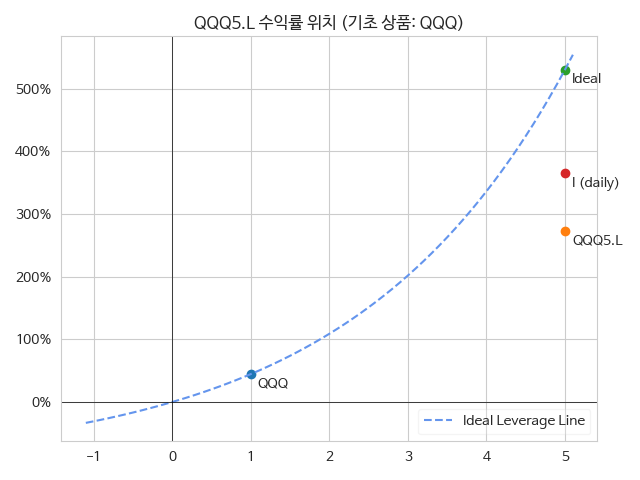 QQQ5.L 수익률 위치 (기초 상품: QQQ)
500%
400%
300%
200%
100%
0%
Ideal
I (daily)
QQQ5.L
QQQ
Ideal Leverage Line
−1
0
1
2
3
4
5